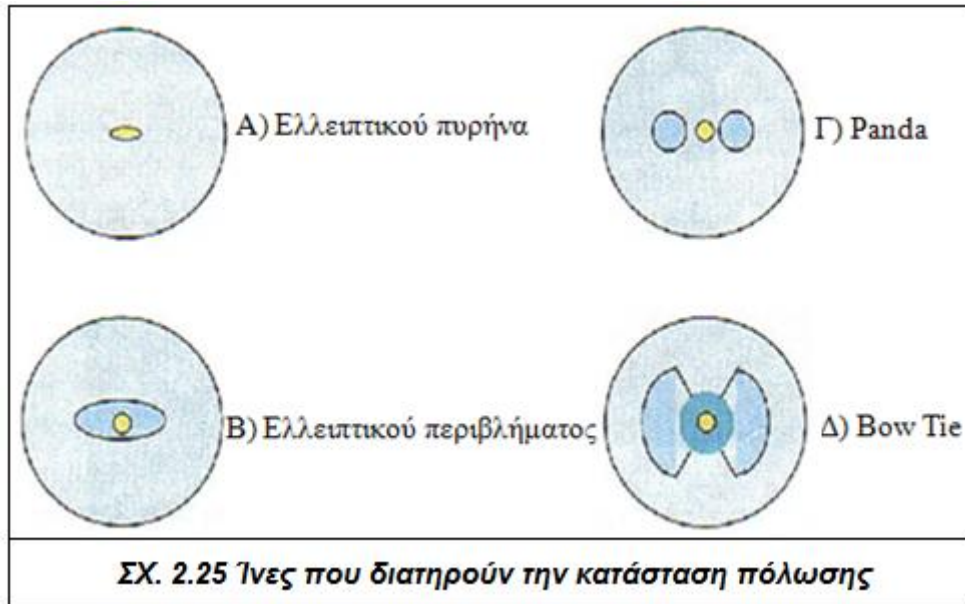 Α) Ελλειπτικού πυρήνα
Γ) Panda
Β) Ελλειπτικού περιβλήματος
Δ) Bow Tie
ΣΧ. 2.25 Ίνες που διατηρούν την κατάσταση πόλωσης